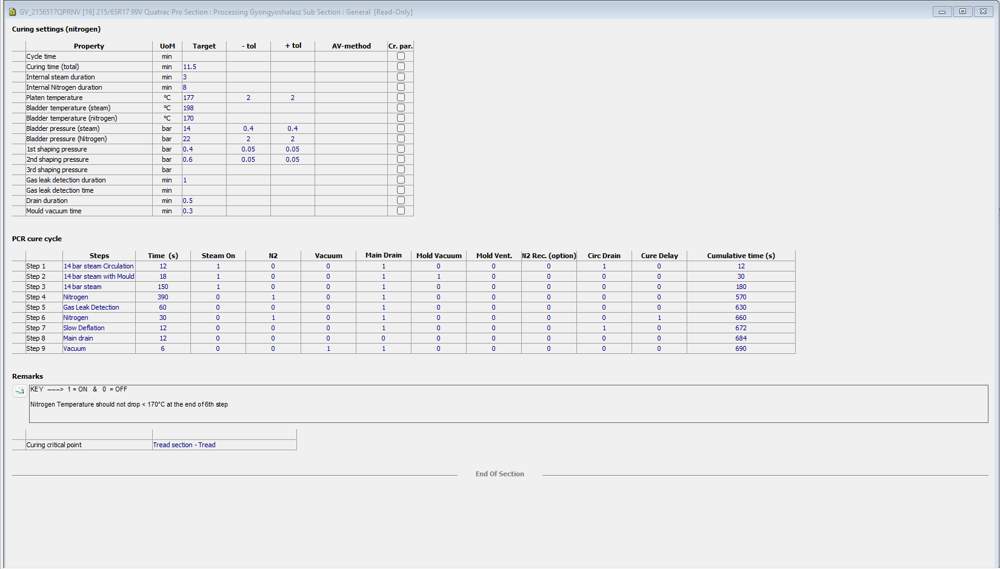 GV_2156517QPRNV [16] 215/65R17 99V Quatrac Pro Section : Processing Gyongyoshalasz Sub Section : General [Read-Only]
Curing settings (nitrogen)
Property UoM Target - tol + tol AV-method Cr. par.
Cycle time min
Curing time (total) min 11.5
Internal steam duration min 3
Internal Nitrogen duration min 8
Platen temperature °C 177 2 2
Bladder temperature (steam) °C 198
Bladder temperature (nitrogen) °C 170
Bladder pressure (steam) bar 14 0.4 0.4
Bladder pressure (Nitrogen) bar 22 2 2
1st shaping pressure bar 0.4 0.05 0.05
2nd shaping pressure bar 0.6 0.05 0.05
3rd shaping pressure bar
Gas leak detection duration min 1
Gas leak detection time min
Drain duration min 0.5
Mould vacuum time min 0.3
PCR cure cycle
Steps Time (s) Steam On N2 Vacuum Main Drain Mold Vacuum Mold Vent. N2 Rec. (option) Circ Drain Cure Delay Cumulative time (s)
Step 1 14 bar steam Circulation 12 1 0 0 1 0 0 0 1 0 12
Step 2 14 bar steam with Mould 18 1 0 0 1 1 0 0 0 0 30
Step 3 14 bar steam 150 1 0 0 1 0 0 0 0 0 180
Step 4 Nitrogen 390 0 1 0 1 0 0 0 0 0 570
Step 5 Gas Leak Detection 60 0 0 0 1 0 0 0 0 0 630
Step 6 Nitrogen 30 0 1 0 1 0 0 0 0 1 660
Step 7 Slow Deflation 12 0 0 0 1 0 0 0 1 0 672
Step 8 Main drain 12 0 0 0 0 0 0 0 0 0 684
Step 9 Vacuum 6 0 0 1 1 0 0 0 0 0 690
Remarks
KEY ----> 1 = ON & 0 = OFF
Nitrogen Temperature should not drop < 170°C at the end of 6th step
Curing critical point Tread section - Tread
End Of Section